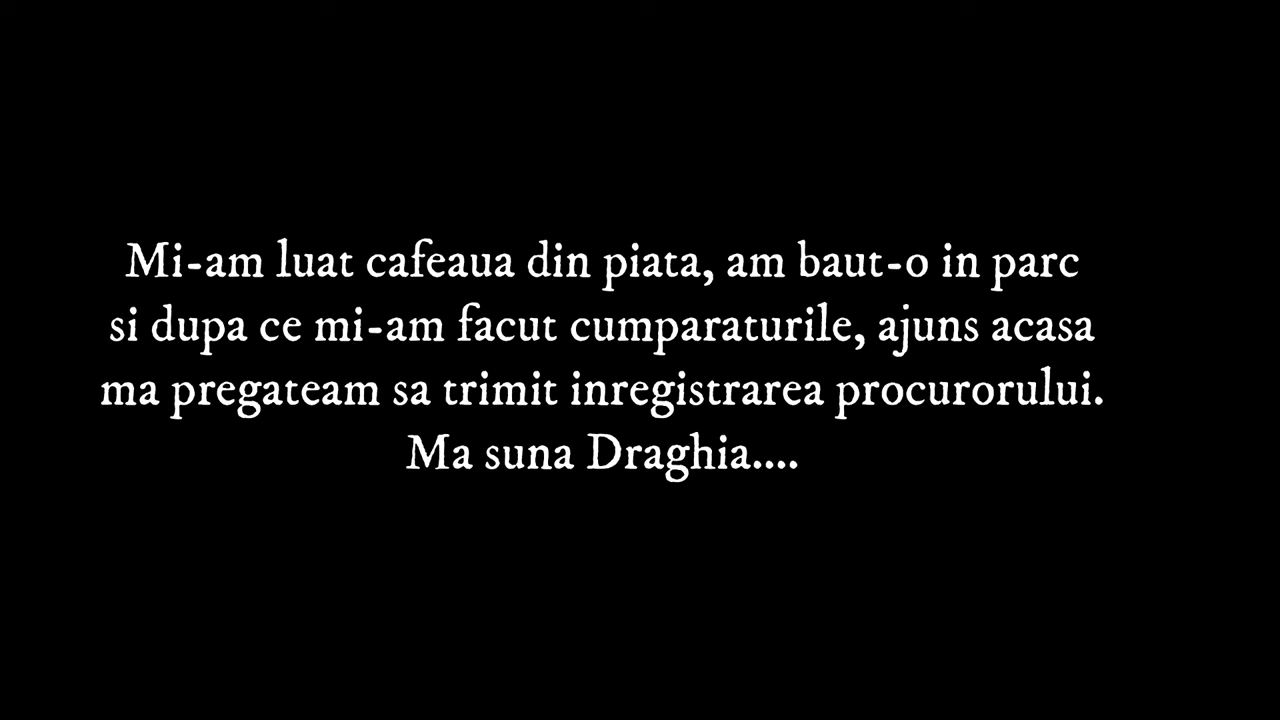 Mi-am luat cafeaua din piata, am baut-o in parc
si dupa ce mi-am facut cumparaturile, ajuns acasa
ma pregateam sa trimit inregistrarea procurorului.
Ma suna Draghia....